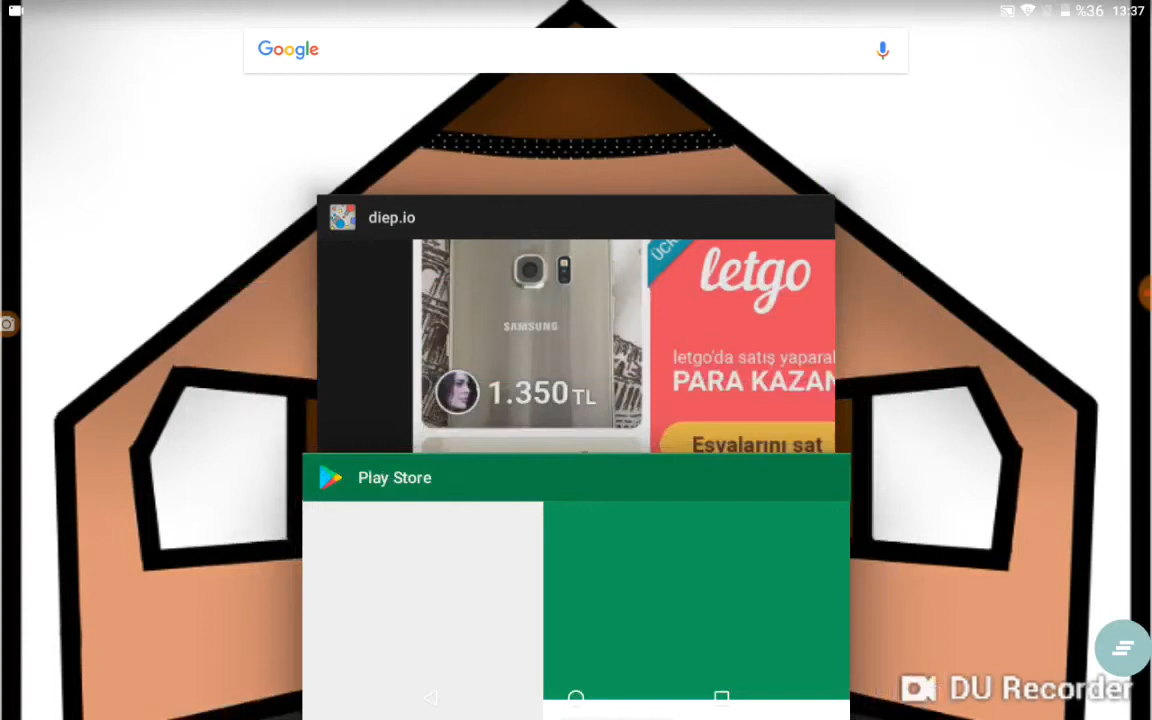 %36 13:37
Google
diep.io
SAMSUNG
1.350 TL
letgo
letgo'da satış yaparal
PARA KAZAN
Eşyalarını sat
Play Store
DU Recorder